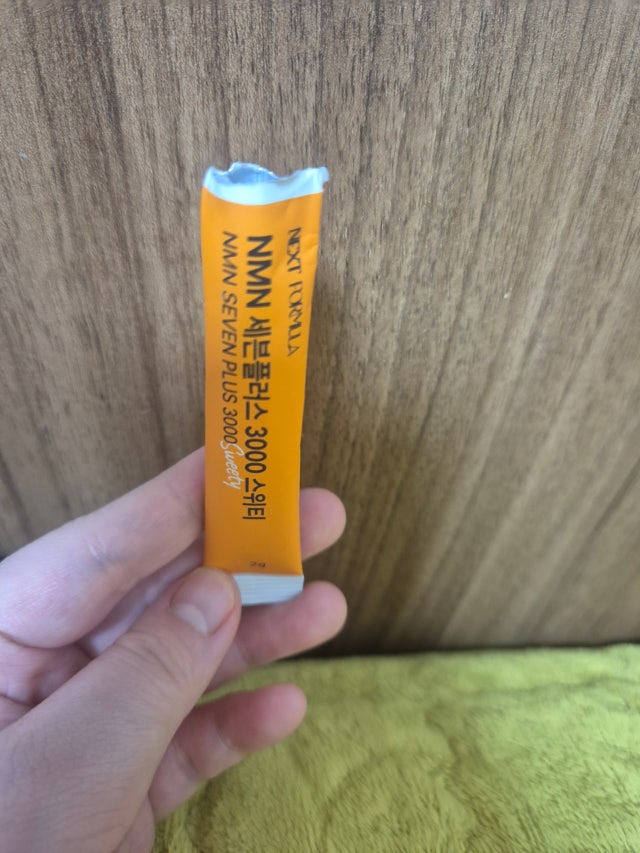 NEXT FORMULA
NMN 세븐플러스 3000 스위티
NMN SEVEN PLUS 3000 Sweety
2g